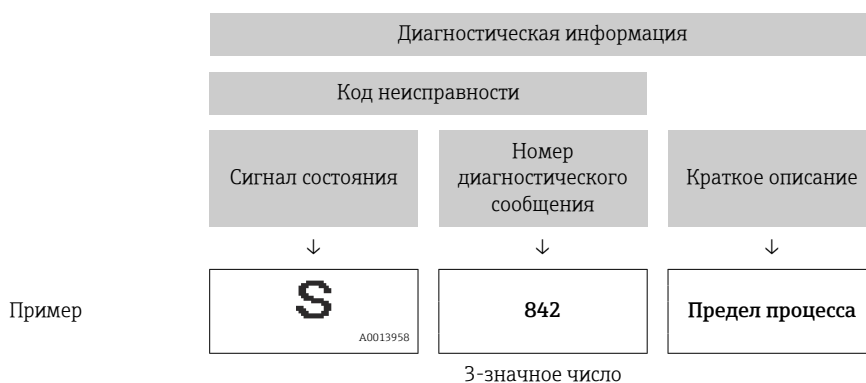 Диагностическая информация
Код неисправности
Сигнал состояния
Номер
диагностического
сообщения
Краткое описание
↓ ↓ ↓
Пример
S
A0013958
842
Предел процесса
3-значное число